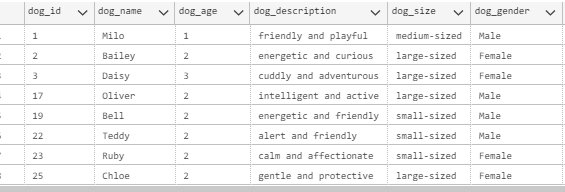 dog_id dog_name dog_age dog_description dog_size dog_gender
1 Milo 1 friendly and playful medium-sized Male
2 Bailey 2 energetic and curious large-sized Female
3 Daisy 3 cuddly and adventurous large-sized Female
17 Oliver 2 intelligent and active large-sized Male
19 Bell 2 energetic and friendly small-sized Male
22 Teddy 2 alert and friendly small-sized Male
23 Ruby 2 calm and affectionate small-sized Female
25 Chloe 2 gentle and protective large-sized Female